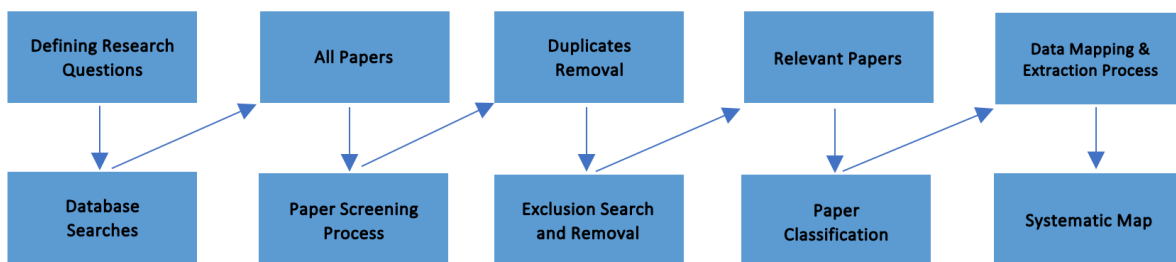 Defining Research
Questions
Database
Searches
All Papers
Paper Screening
Process
Duplicates
Removal
Exclusion Search
and Removal
Relevant Papers
Paper
Classification
Data Mapping &
Extraction Process
Systematic Map